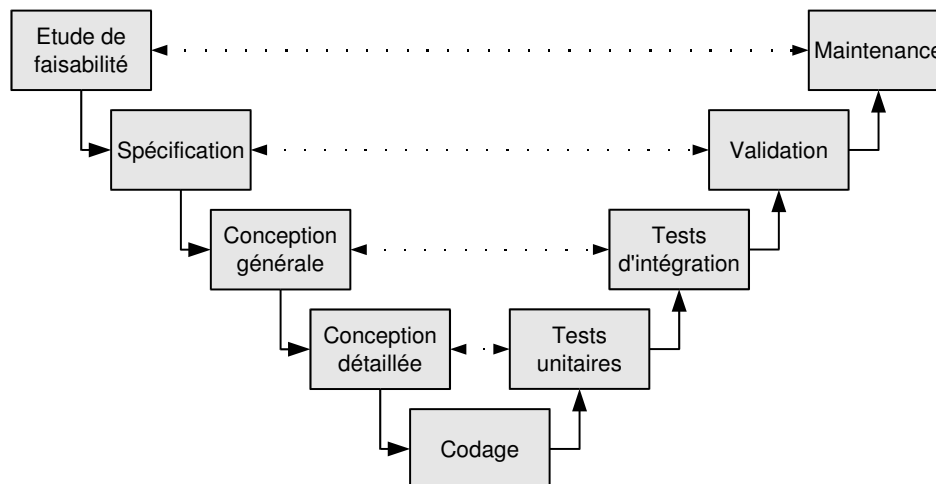 Etude de
faisabilité
Maintenance
Spécification
Validation
Conception
générale
Tests
d'intégration
Conception
détaillée
Tests
unitaires
Codage